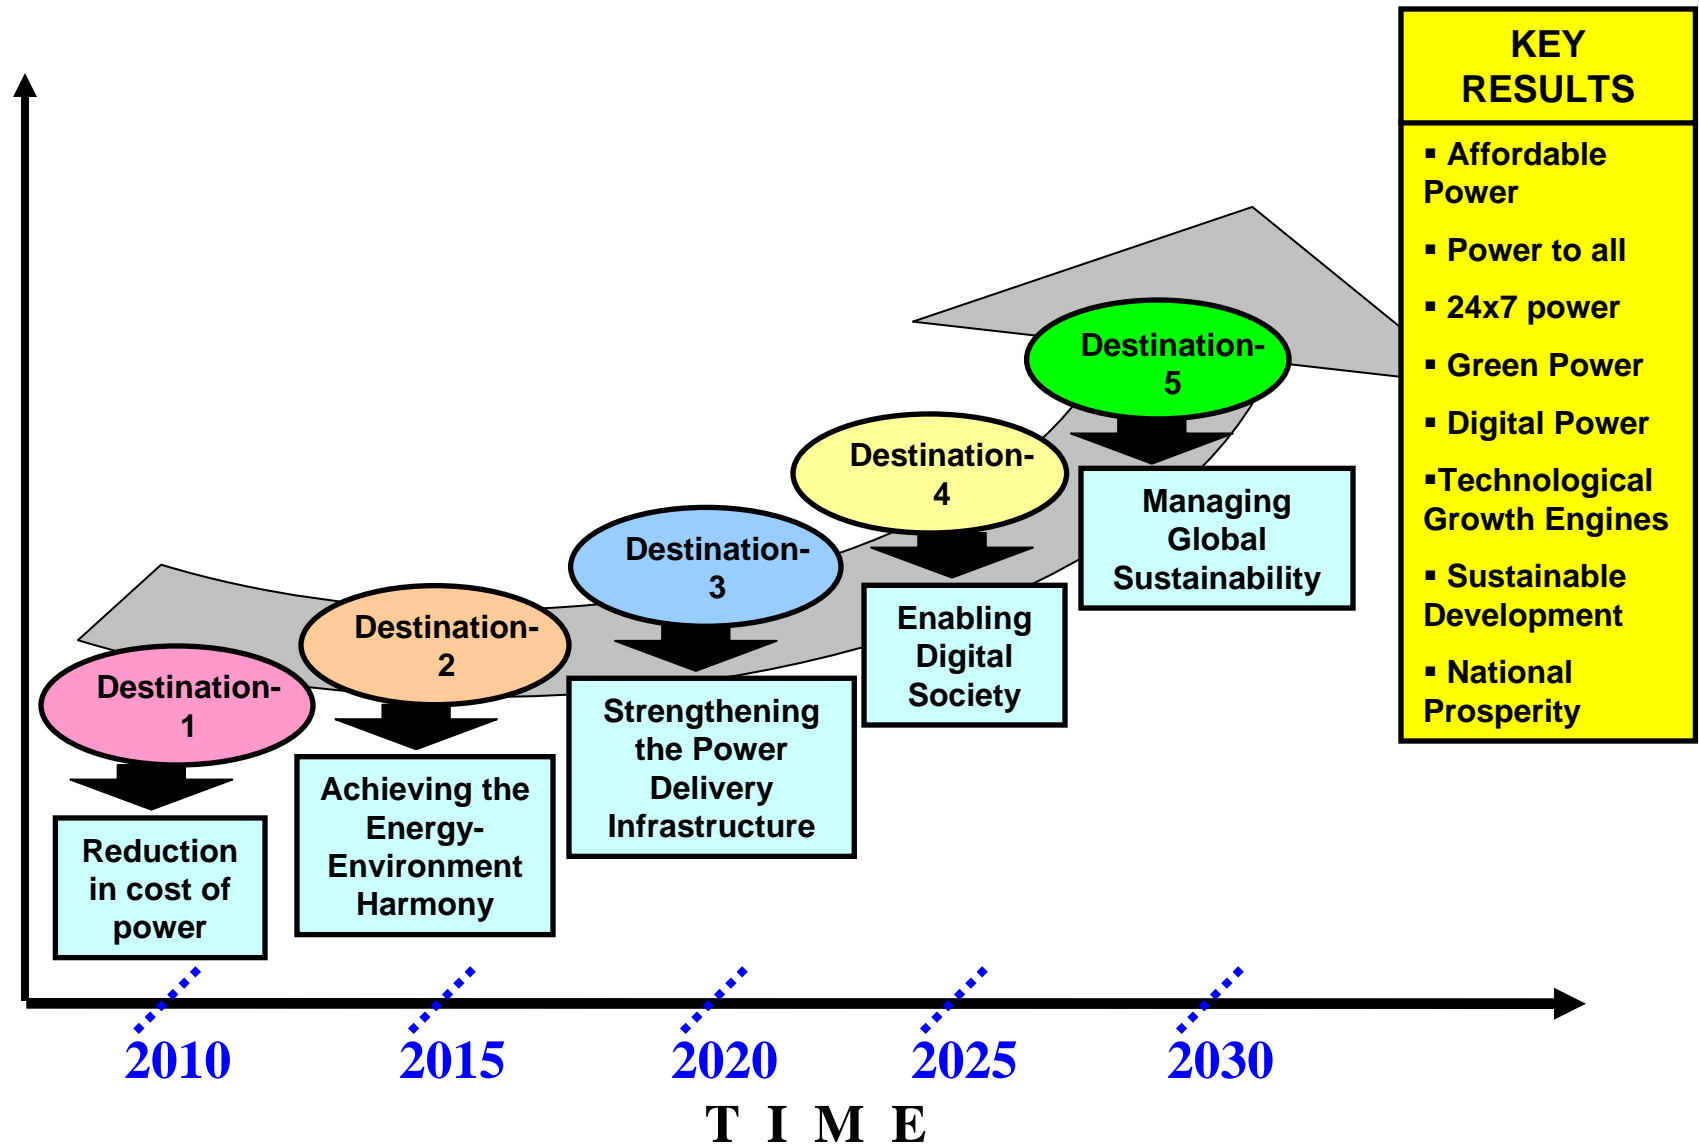 KEY
RESULTS
▪ Affordable
Power
▪ Power to all
▪ 24x7 power
▪ Green Power
▪ Digital Power
▪Technological
Growth Engines
▪ Sustainable
Development
▪ National
Prosperity
Destination-
5
Managing
Global
Sustainability
Destination-
4
Enabling
Digital
Society
Destination-
3
Strengthening
the Power
Delivery
Infrastructure
Destination-
2
Achieving the
Energy-
Environment
Harmony
Destination-
1
Reduction
in cost of
power
2010 2015 2020 2025 2030
T I M E